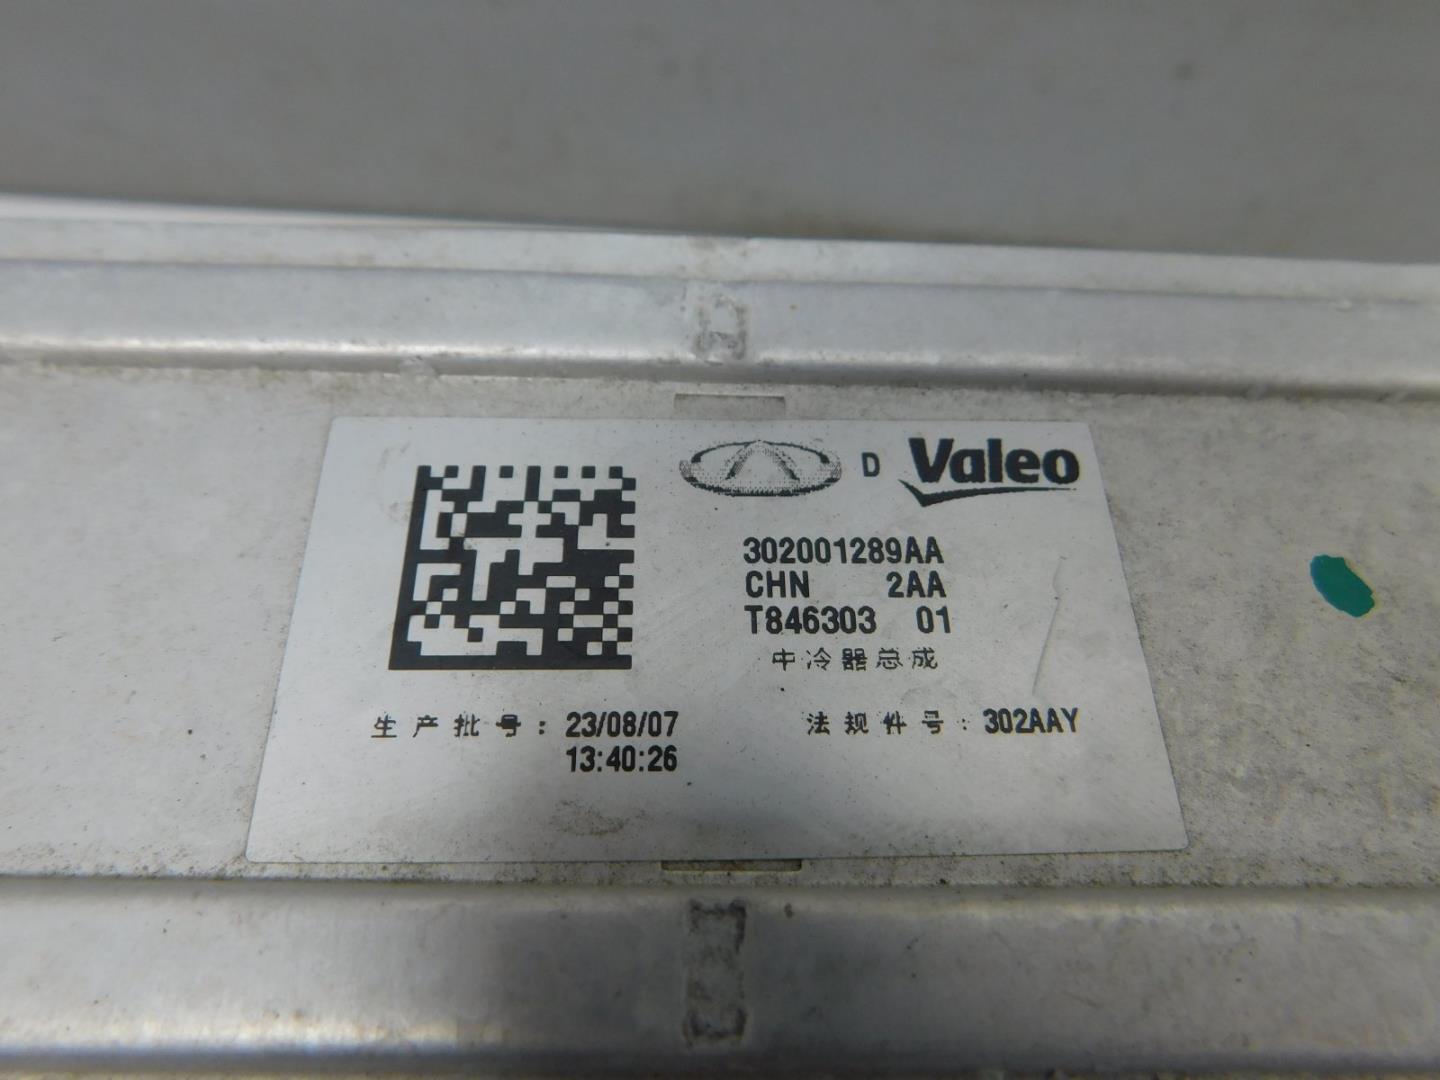 D Valeo
302001289AA
CHN 2AA
T846303 01
中冷器总成
生产批号: 23/08/07
13:40:26
法规件号: 302AAY